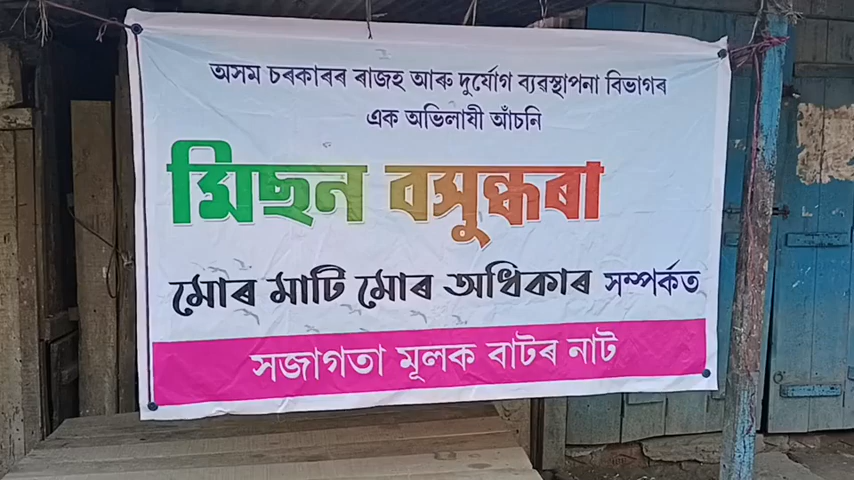 অসম চৰকাৰৰ ৰাজহ আৰু দুৰ্যোগ ব্যৱস্থাপনা বিভাগৰ
এক অভিলাষী আঁচনি
মিছন বসুন্ধৰা
মোৰ মাটি মোৰ অধিকাৰ সম্পৰ্কত
সজাগতা মূলক বাটৰ নাট